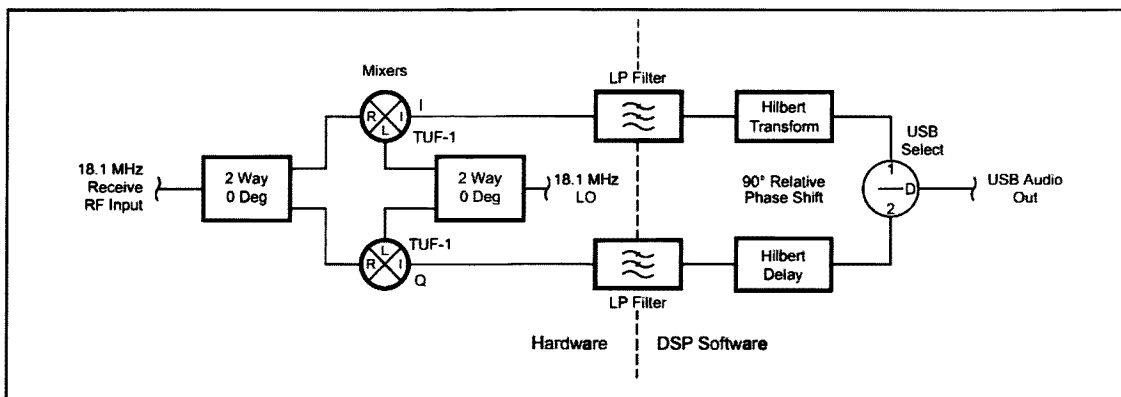 Mixers
R
L
I
I
TUF-1
18.1 MHz
Receive
RF Input
2 Way
0 Deg
2 Way
0 Deg
18.1 MHz
LO
TUF-1
R
L
I
Q
LP Filter
LP Filter
Hilbert
Transform
90° Relative
Phase Shift
Hilbert
Delay
USB
Select
1
D
2
USB Audio
Out
Hardware
DSP Software